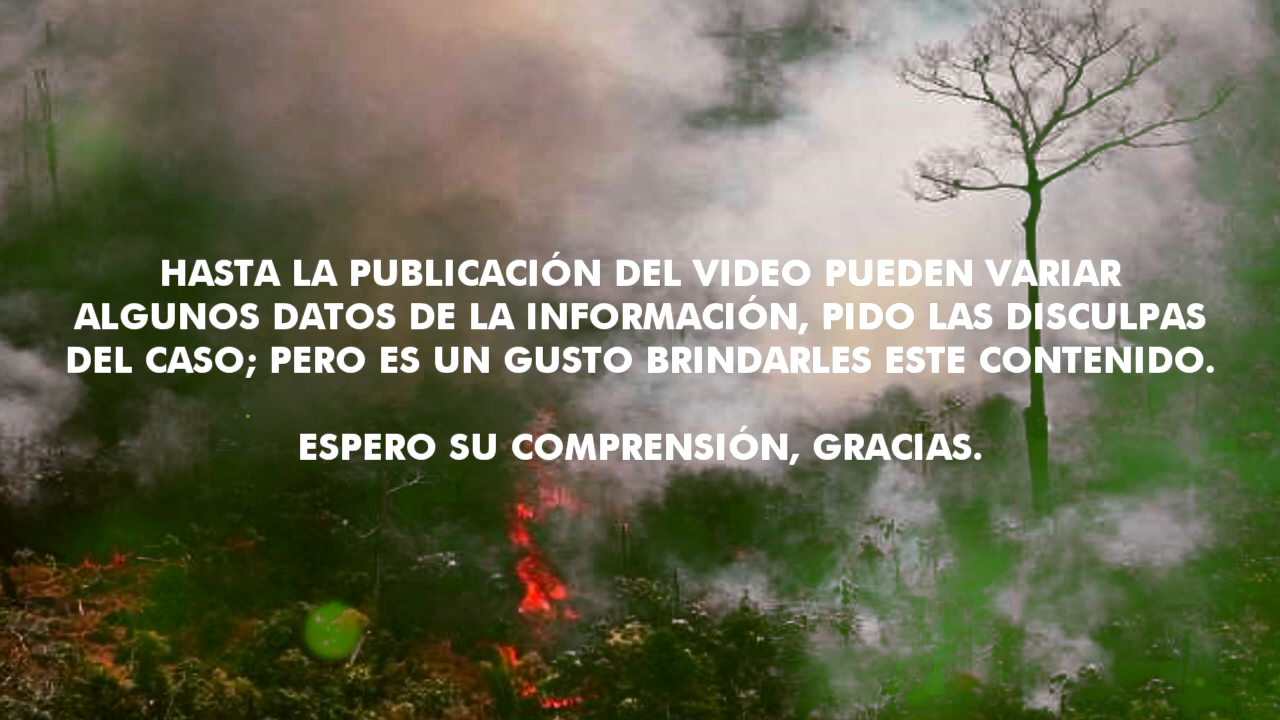 HASTA LA PUBLICACIÓN DEL VIDEO PUEDEN VARIAR
ALGUNOS DATOS DE LA INFORMACIÓN, PIDO LAS DISCULPAS
DEL CASO; PERO ES UN GUSTO BRINDARLES ESTE CONTENIDO.
ESPERO SU COMPRENSIÓN, GRACIAS.